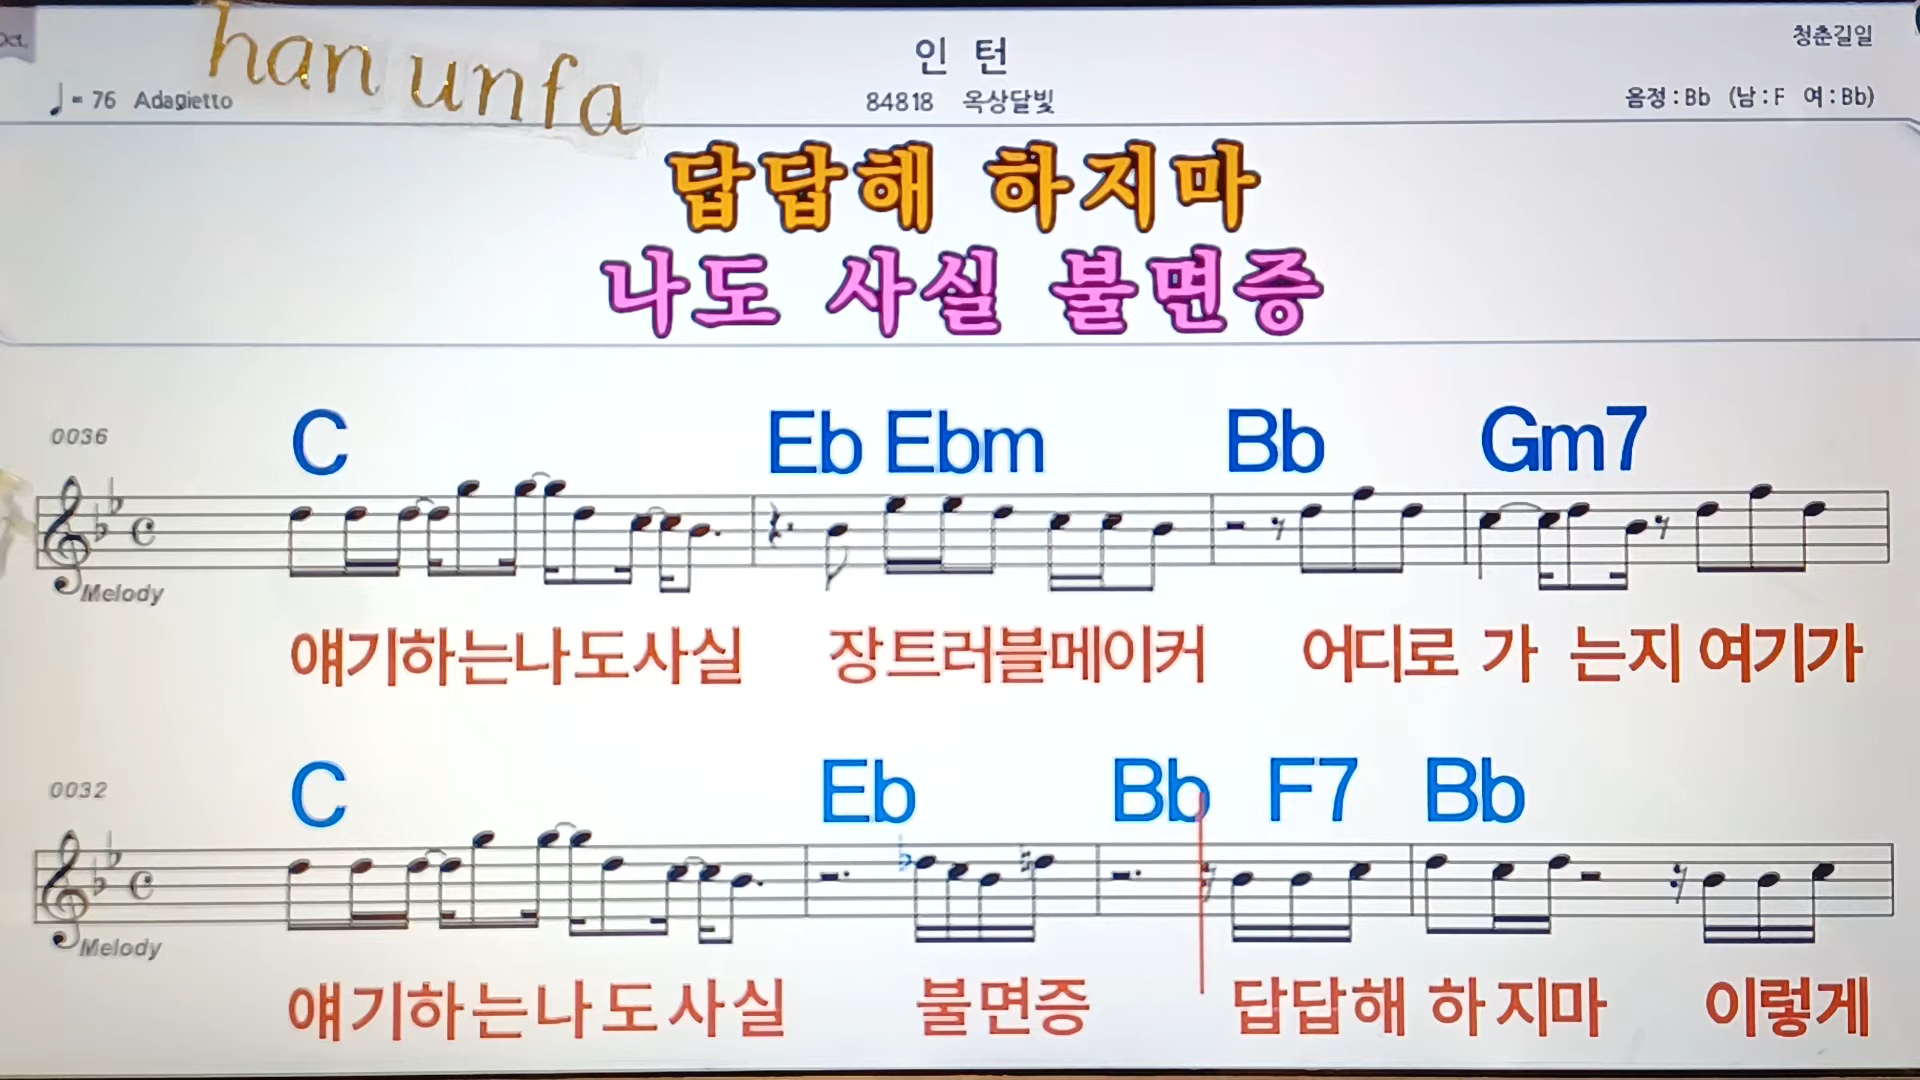 han unfa
인 턴
청춘길일
♩= 76 Adagietto
84818 옥상달빛
음정 : Bb (남 : F 여 : Bb)
답답해 하지마
나도 사실 불면증
0036
C Eb Ebm Bb Gm7
Melody
얘기하는나도사실 장트러블메이커 어디로 가 는지 여기가
0032
C Eb Bb F7 Bb
Melody
얘기하는나도사실 불면증 답답해 하지마 이렇게